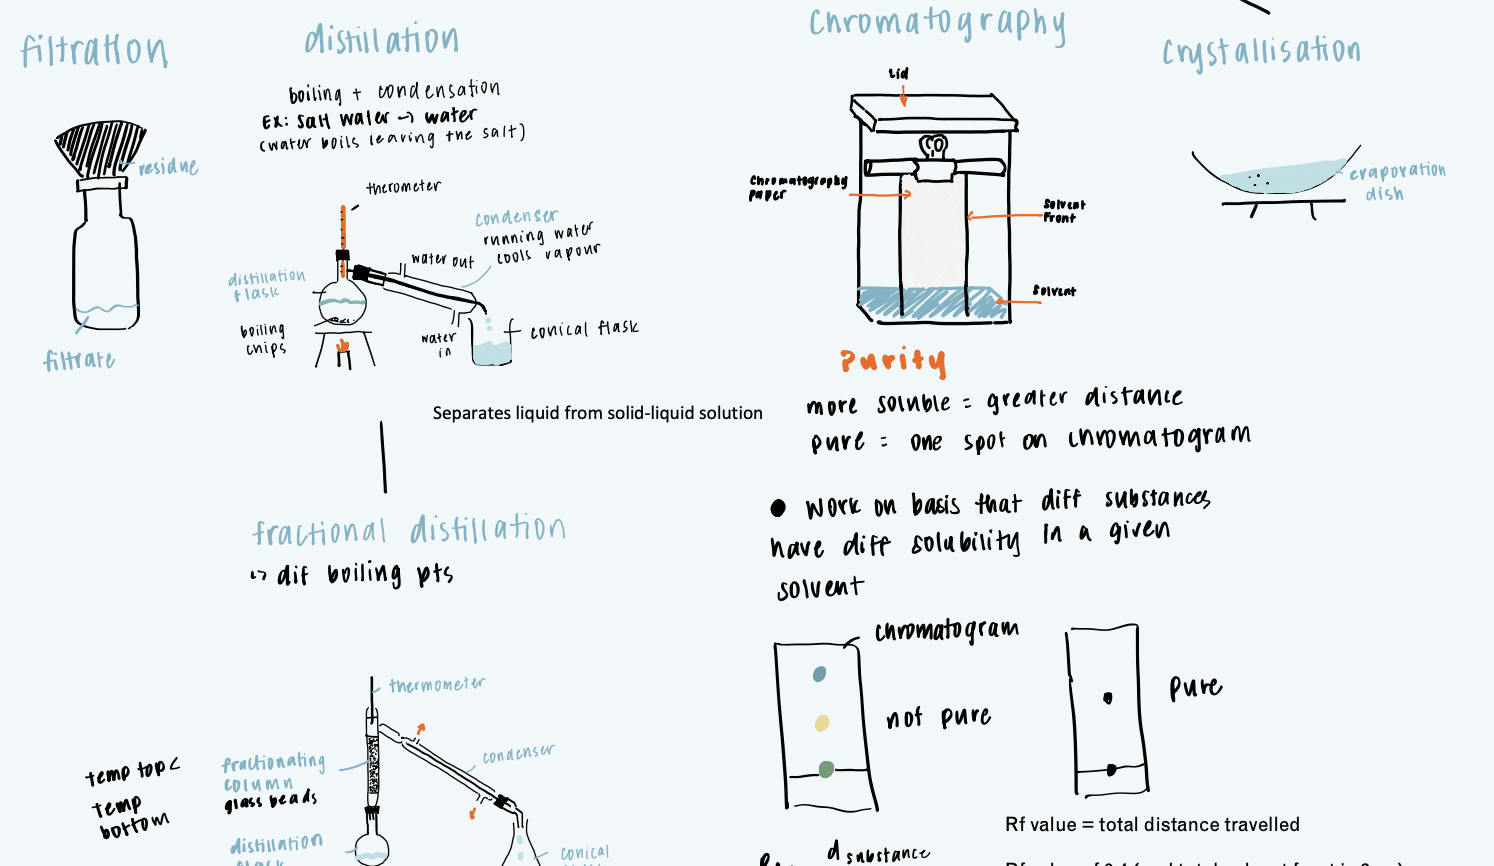 filtration
residue
filtrate
distillation
boiling + condensation
Ex: salt water → water
(water boils leaving the salt)
therometer
condenser
running water
cools vapour
water out
distillation
flask
boiling
chips
water
in
conical flask
Separates liquid from solid-liquid solution
fractional distillation
↪ dif boiling pts
thermometer
condenser
fractionating
column
glass beads
temp top <
temp
bottom
distillation
flask
conical
Chromatography
Lid
Chromatography
paper
Solvent
Front
Solvent
Purity
more soluble = greater distance
pure = one spot on chromatogram
● Work on basis that diff substances
have diff solubility in a given
solvent
chromatogram
not pure
pure
Rf value = total distance travelled
d substance
Crystallisation
evaporation
dish